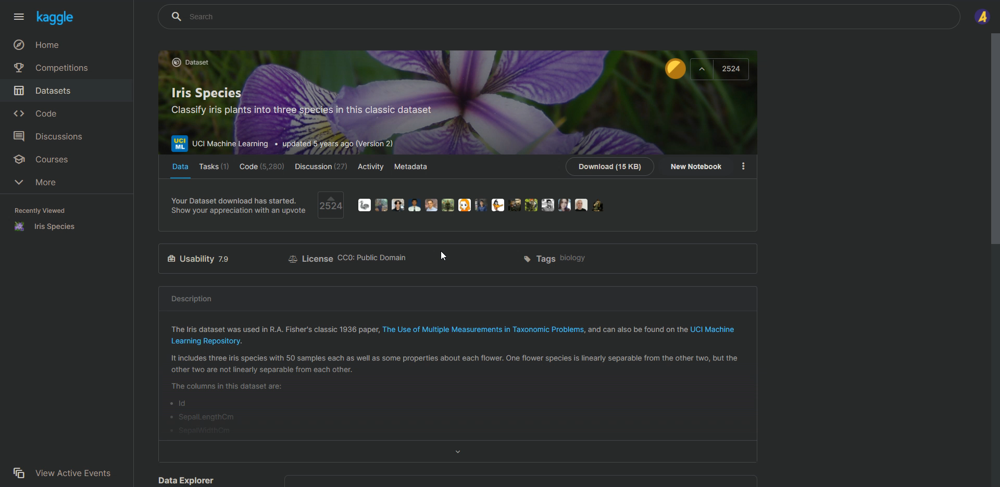 kaggle
Search
Home
Competitions
Datasets
Code
Discussions
Courses
More
Recently Viewed
Iris Species
View Active Events
Dataset
2524
Iris Species
Classify iris plants into three species in this classic dataset
UCI ML
UCI Machine Learning • updated 5 years ago (Version 2)
Data Tasks (1) Code (5,280) Discussion (27) Activity Metadata Download (15 KB) New Notebook
Your Dataset download has started.
Show your appreciation with an upvote
2524
Usability 7.9 License CC0: Public Domain Tags biology
Description
The Iris dataset was used in R.A. Fisher's classic 1936 paper, The Use of Multiple Measurements in Taxonomic Problems, and can also be found on the UCI Machine
Learning Repository.
It includes three iris species with 50 samples each as well as some properties about each flower. One flower species is linearly separable from the other two, but the
other two are not linearly separable from each other.
The columns in this dataset are:
• Id
• SepalLengthCm
• SepalWidthCm
Data Explorer